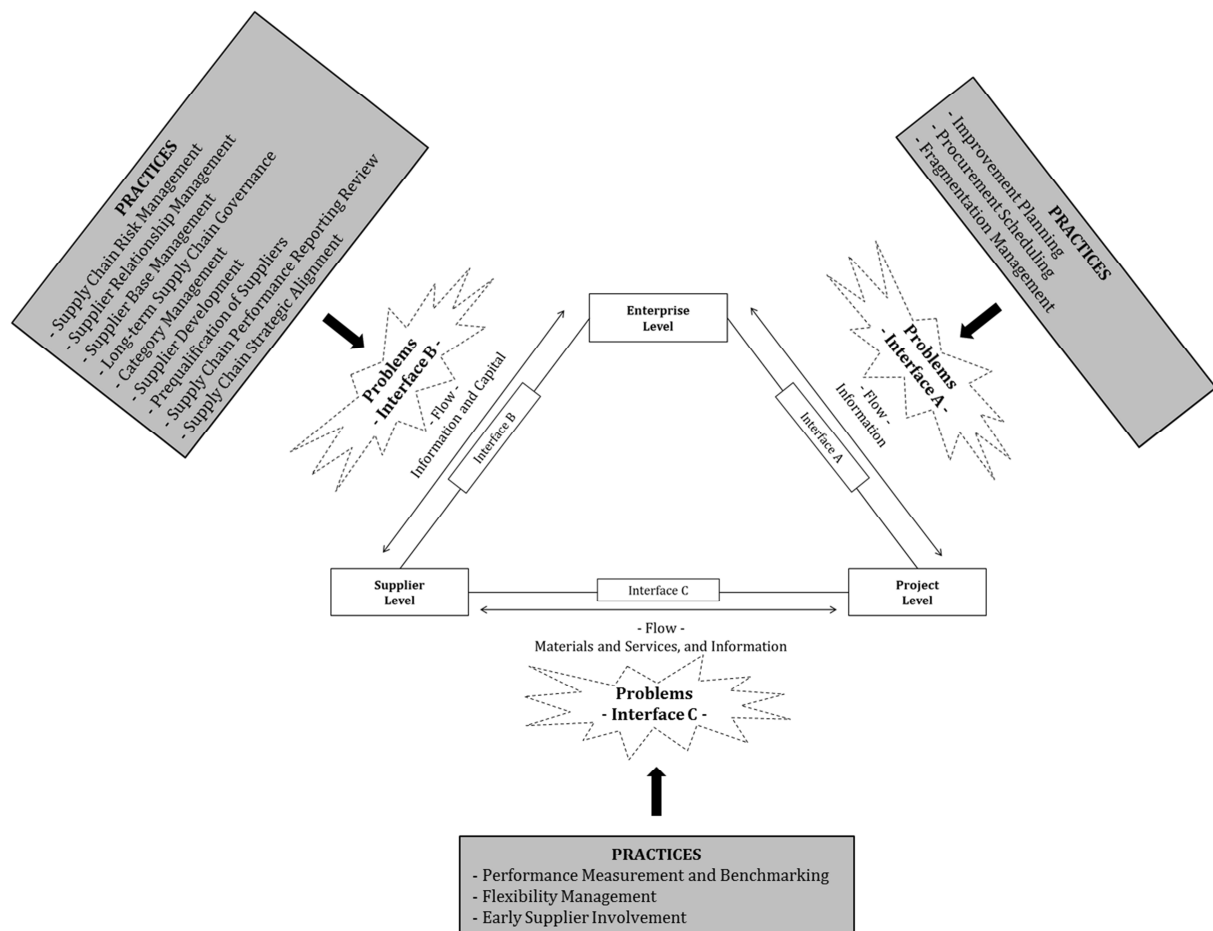 PRACTICES
- Supply Chain Risk Management
- Supplier Relationship Management
- Supplier Base Management
- Long-term Supply Chain Governance
- Category Management
- Supplier Development
- Prequalification of Suppliers
- Supply Chain Performance Reporting Review
- Supply Chain Strategic Alignment
PRACTICES
- Improvement Planning
- Procurement Scheduling
- Fragmentation Management
Problems
- Interface B -
Problems
- Interface A -
Enterprise
Level
- Flow -
Information and Capital
Interface B
Interface A
- Flow -
Information
Supplier
Level
Interface C
Project
Level
- Flow -
Materials and Services, and Information
Problems
- Interface C -
PRACTICES
- Performance Measurement and Benchmarking
- Flexibility Management
- Early Supplier Involvement